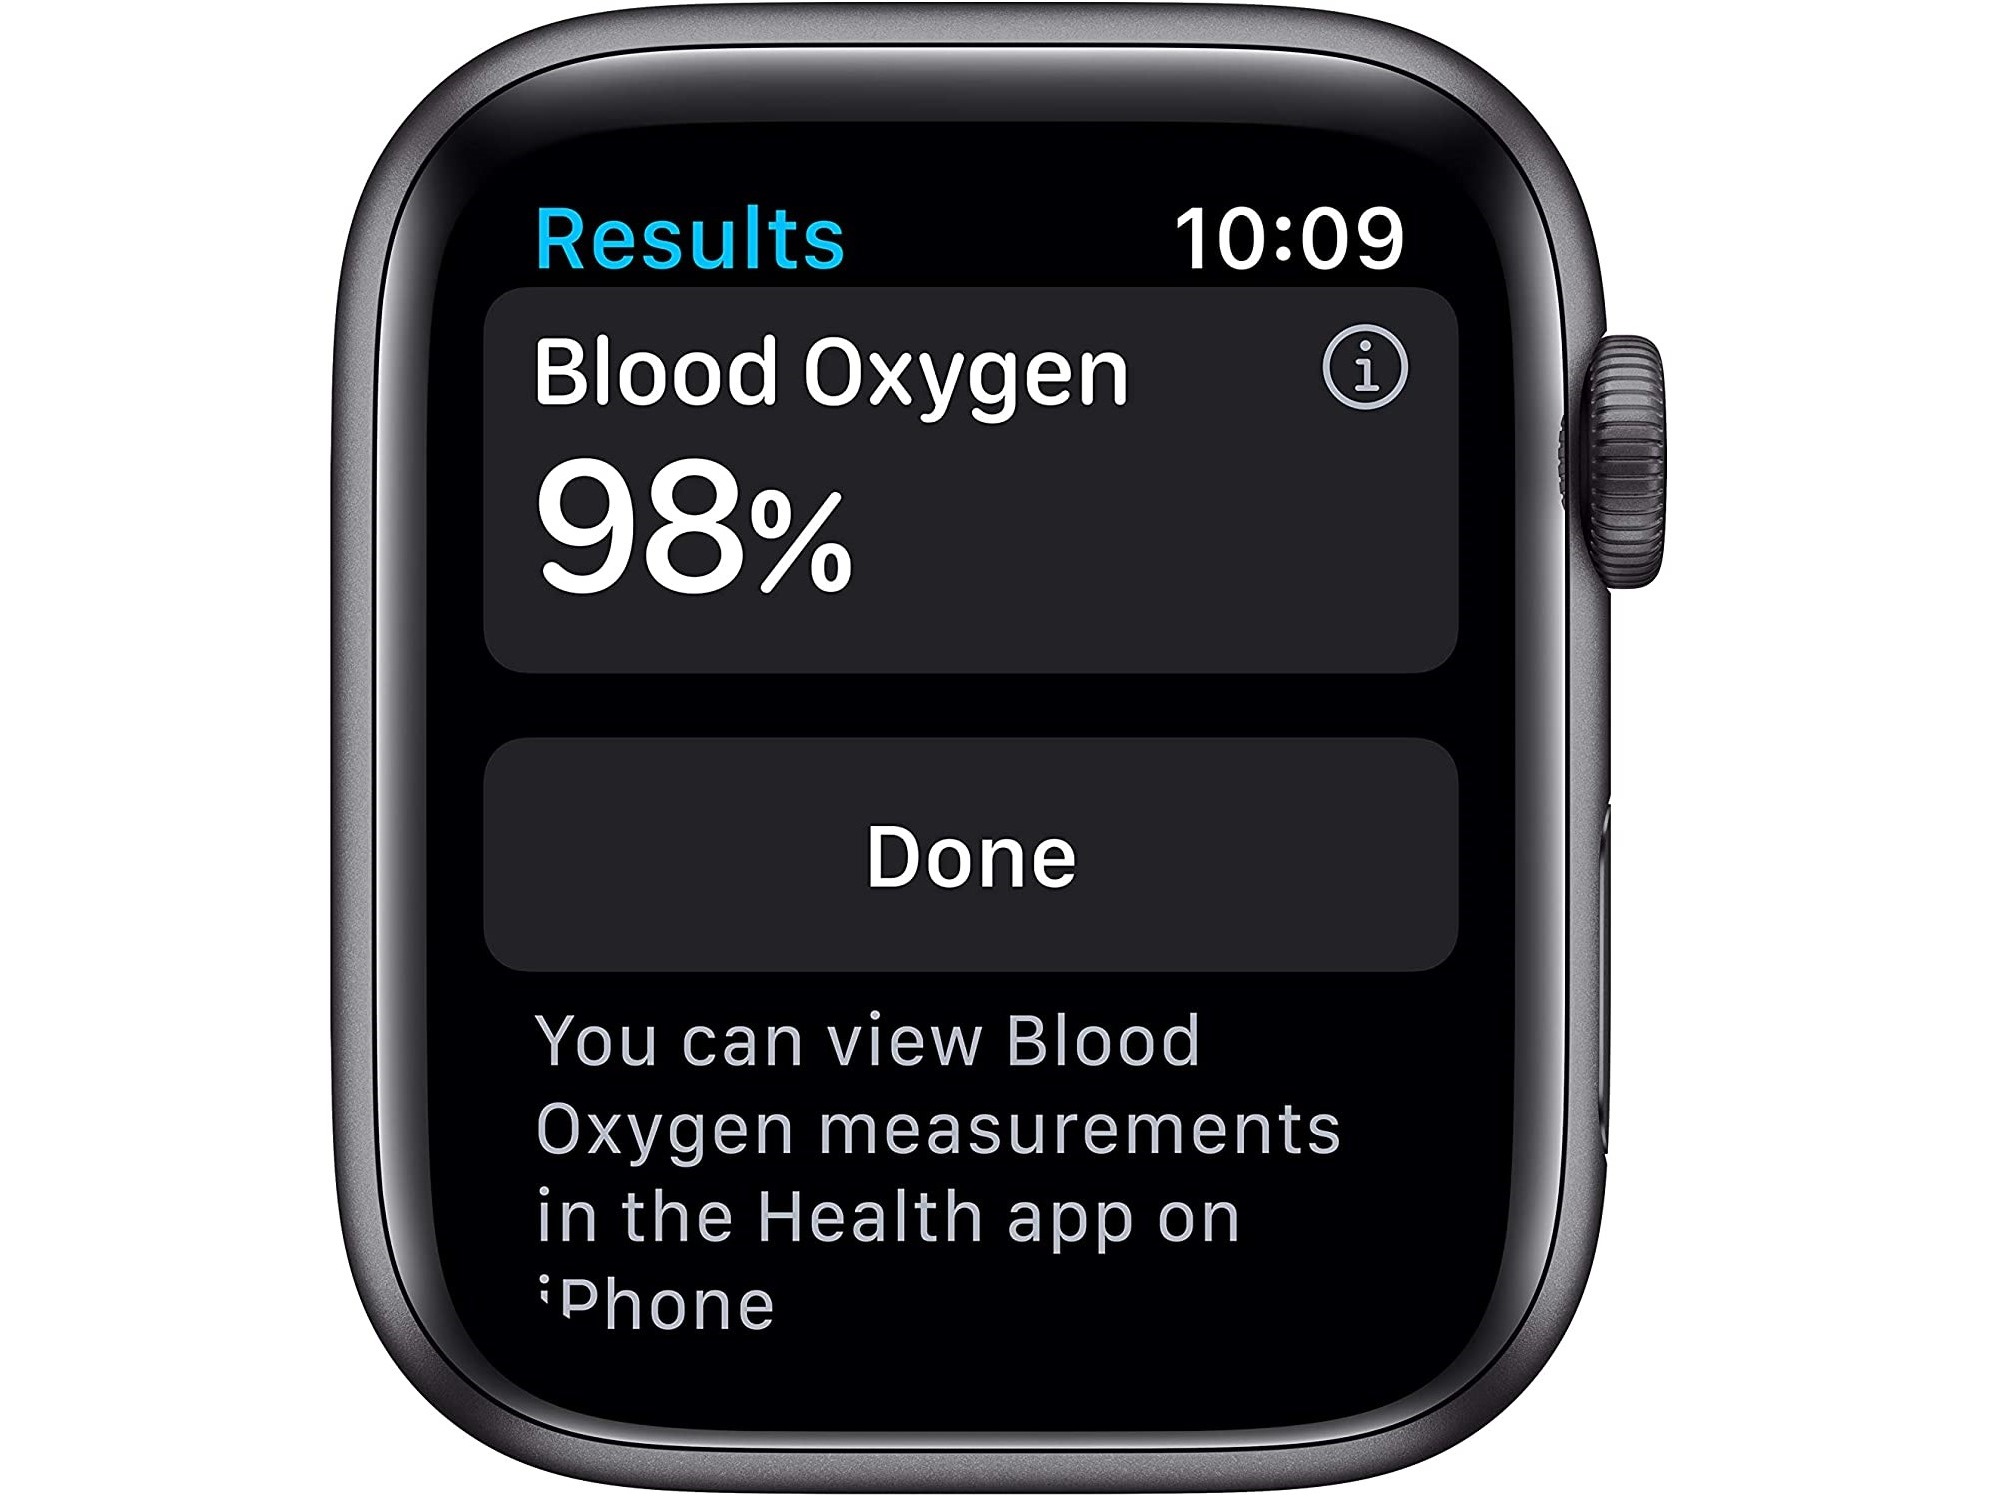 Results 10:09
Blood Oxygen
98%
Done
You can view Blood
Oxygen measurements
in the Health app on
iPhone